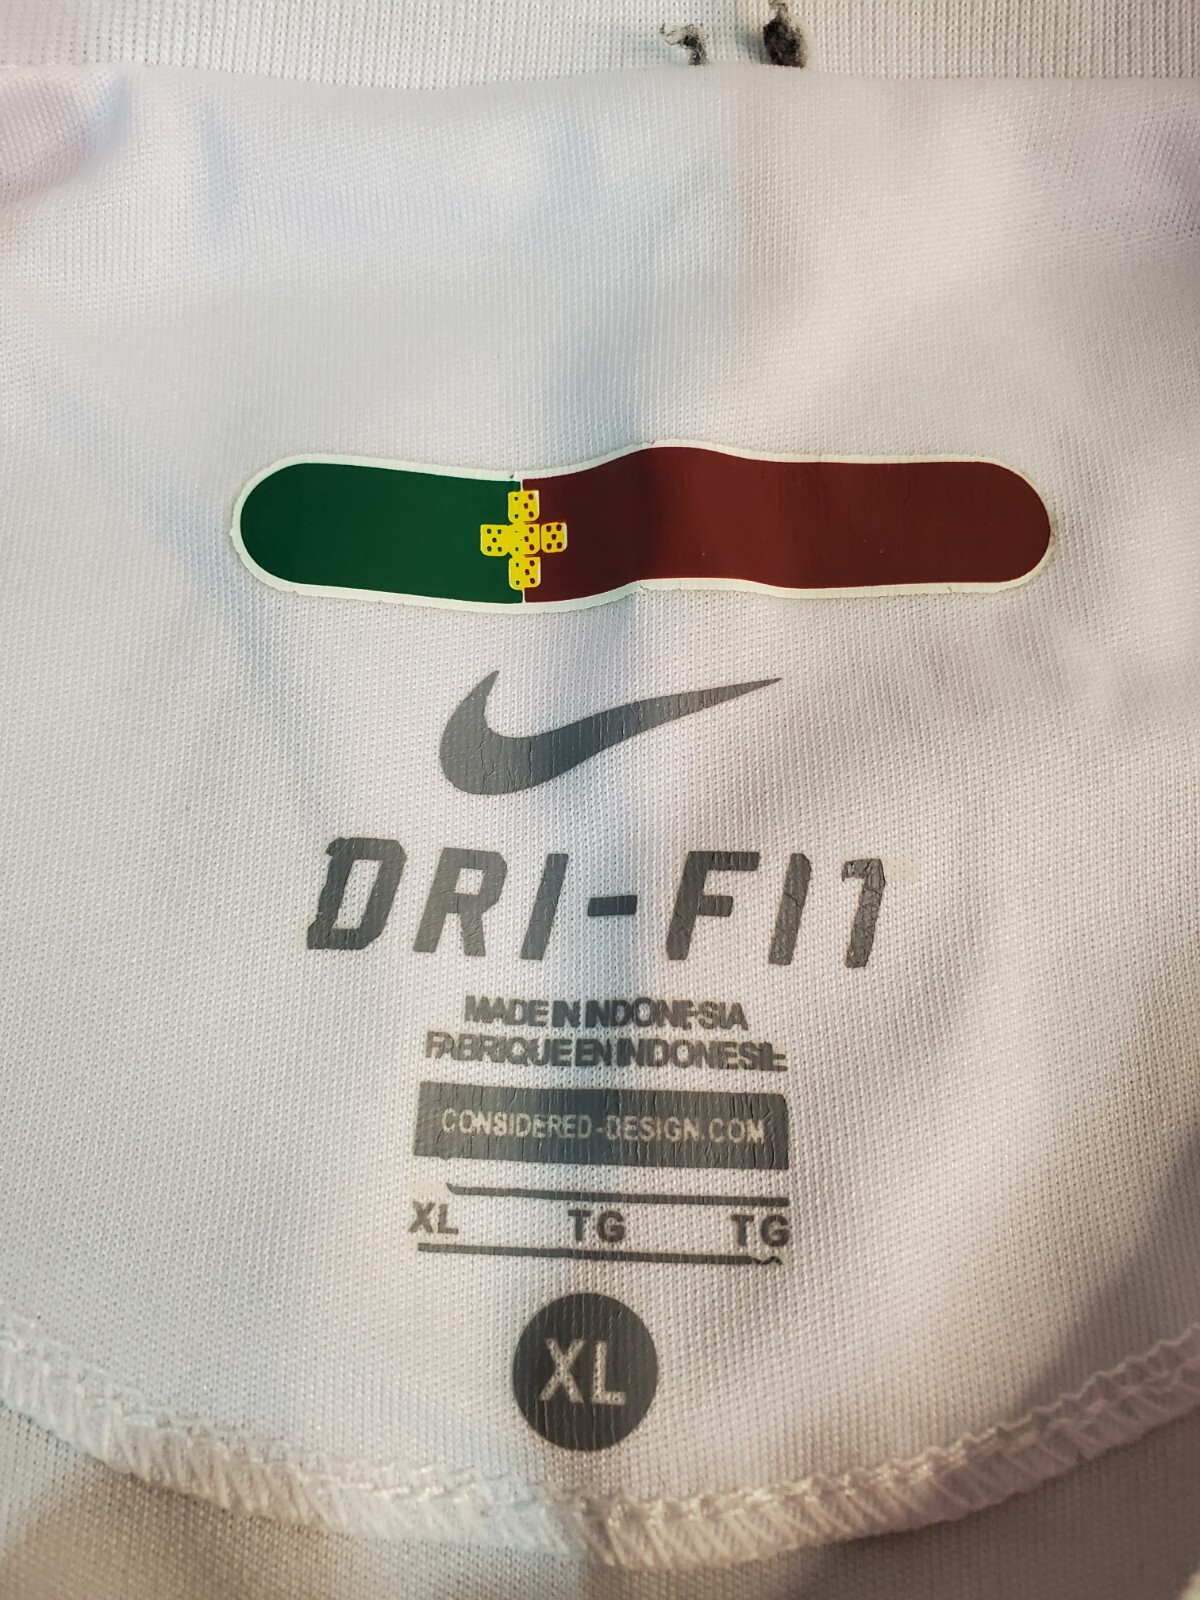 DRI-FIT
MADE IN INDONESIA
FABRIQUE EN INDONESIE
CONSIDERED-DESIGN.COM
XL TG TG
XL